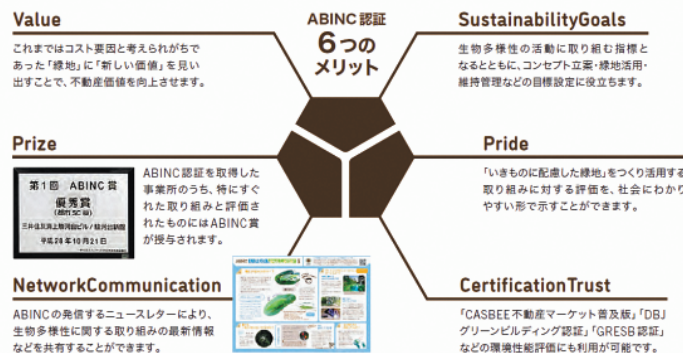 ABINC 認証
6つの
メリット
Value
これまではコスト要因と考えられがちで
あった「緑地」に「新しい価値」を見い
出すことで、不動産価値を向上させます。
SustainabilityGoals
生物多様性の活動に取り組む指標と
なるとともに、コンセプト立案・緑地活用・
維持管理などの目標設定に役立ちます。
Prize
第1回 ABINC賞
優秀賞
三井住友海上駿河台ビル/駿河台新館
平成28年10月21日
ABINC認証を取得した
事業所のうち、特にすぐ
れた取り組みと評価さ
れたものにはABINC賞
が授与されます。
Pride
「いきものに配慮した緑地」をつくり活用する
取り組みに対する評価を、社会にわかり
やすい形で示すことができます。
NetworkCommunication
ABINCの発信するニュースレターにより、
生物多様性に関する取り組みの最新情報
などを共有することができます。
CertificationTrust
「CASBEE不動産マーケット普及版」「DBJ
グリーンビルディング認証」「GRESB認証」
などの環境性能評価にも利用が可能です。